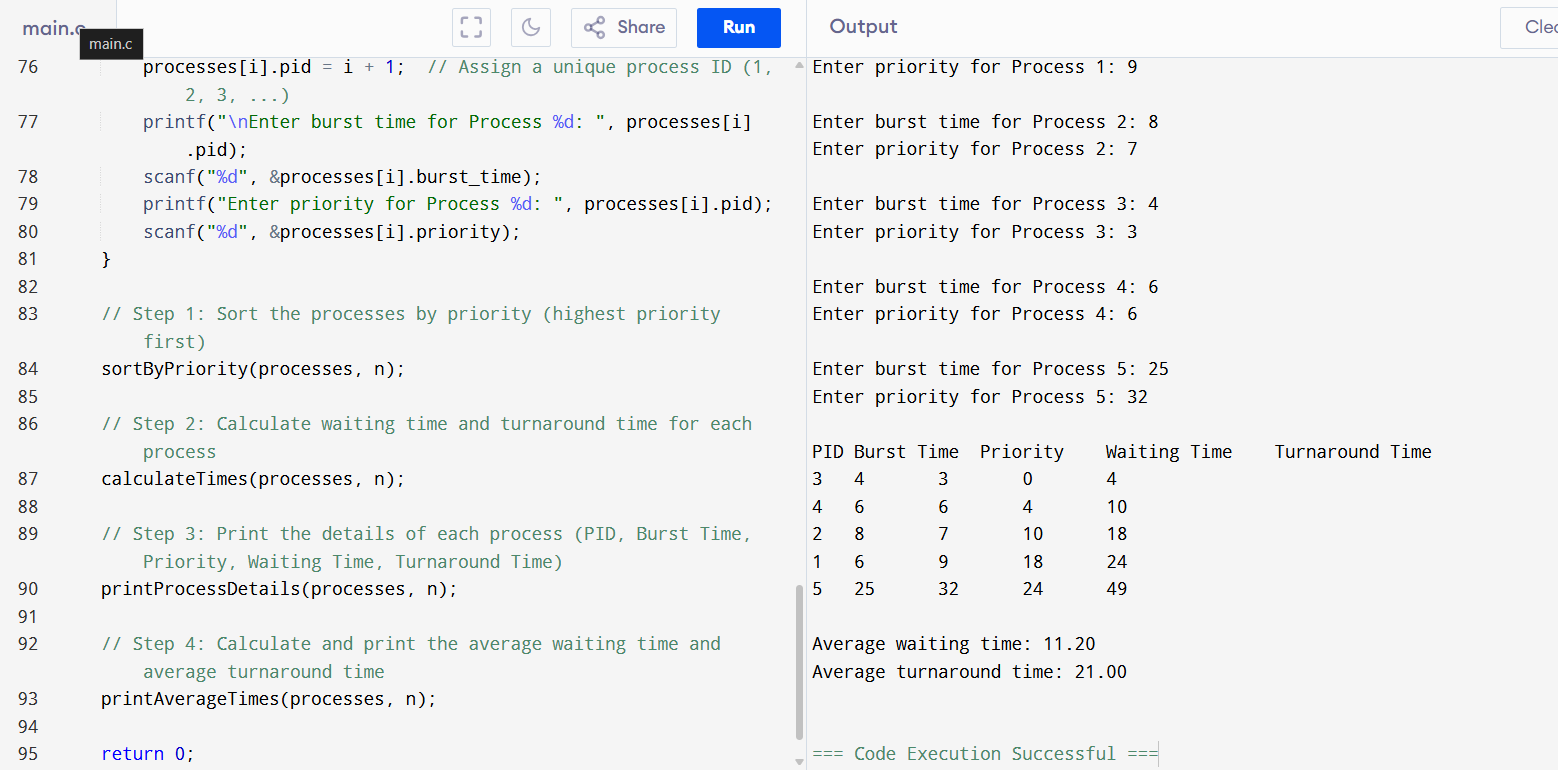 main.c
main.c
Share
Run
76 processes[i].pid = i + 1;  // Assign a unique process ID (1,
2, 3, ...)
77 printf("\nEnter burst time for Process %d: ", processes[i]
.pid);
78 scanf("%d", &processes[i].burst_time);
79 printf("Enter priority for Process %d: ", processes[i].pid);
80 scanf("%d", &processes[i].priority);
81 }
82
83 // Step 1: Sort the processes by priority (highest priority
first)
84 sortByPriority(processes, n);
85
86 // Step 2: Calculate waiting time and turnaround time for each
process
87 calculateTimes(processes, n);
88
89 // Step 3: Print the details of each process (PID, Burst Time,
Priority, Waiting Time, Turnaround Time)
90 printProcessDetails(processes, n);
91
92 // Step 4: Calculate and print the average waiting time and
average turnaround time
93 printAverageTimes(processes, n);
94
95 return 0;
Output
Enter priority for Process 1: 9
Enter burst time for Process 2: 8
Enter priority for Process 2: 7
Enter burst time for Process 3: 4
Enter priority for Process 3: 3
Enter burst time for Process 4: 6
Enter priority for Process 4: 6
Enter burst time for Process 5: 25
Enter priority for Process 5: 32
PID Burst Time  Priority    Waiting Time    Turnaround Time
3   4       3       0       4
4   6       6       4       10
2   8       7       10      18
1   6       9       18      24
5   25      32      24      49
Average waiting time: 11.20
Average turnaround time: 21.00
=== Code Execution Successful ===